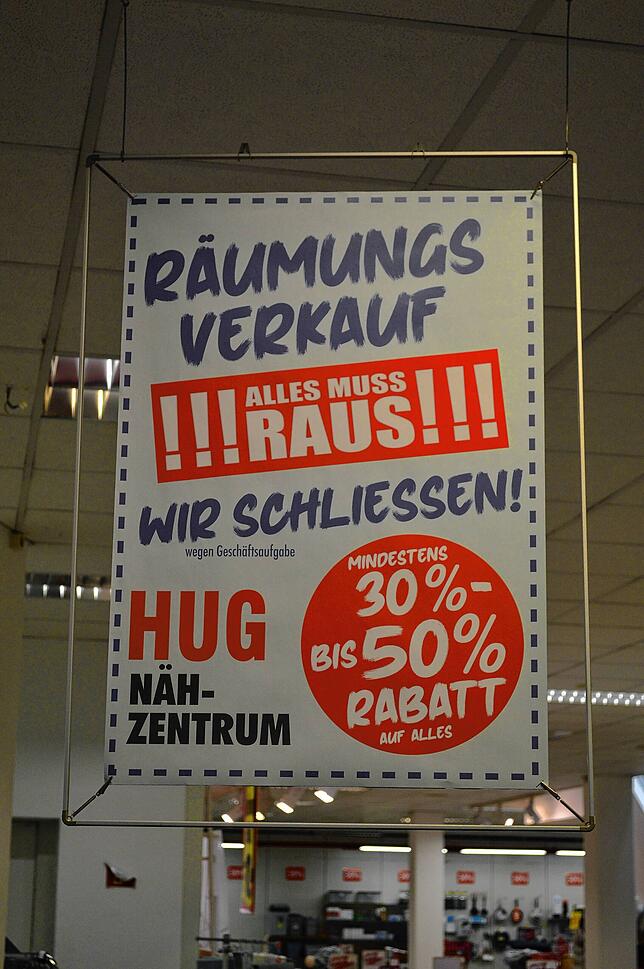 RÄUMUNGS
VERKAUF
!!! ALLES MUSS
RAUS !!!
WIR SCHLIESSEN!
wegen Geschäftsaufgabe
HUG
NÄH-
ZENTRUM
MINDESTENS
30%-
BIS 50%
RABATT
AUF ALLES